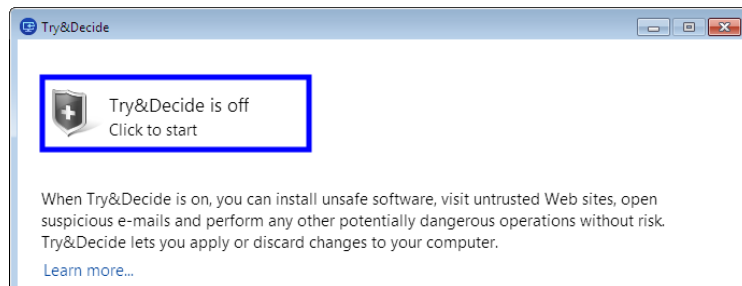 Try&Decide
Try&Decide is off
Click to start
When Try&Decide is on, you can install unsafe software, visit untrusted Web sites, open
suspicious e-mails and perform any other potentially dangerous operations without risk.
Try&Decide lets you apply or discard changes to your computer.
Learn more...